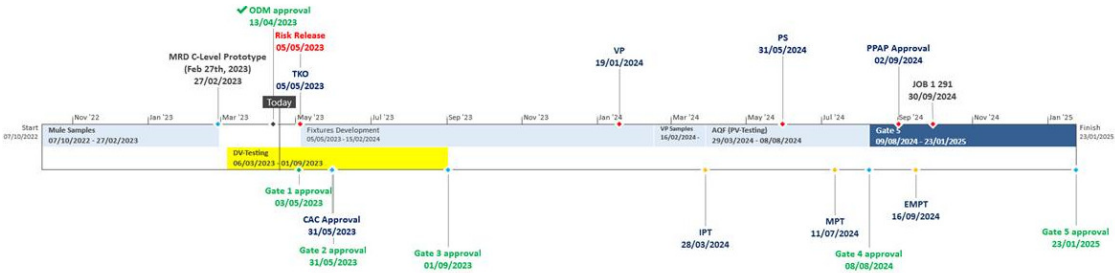 ✔ ODM approval
13/04/2023
Risk Release
05/05/2023
MRD C-Level Prototype
(Feb 27th, 2023)
27/02/2023
TKO
05/05/2023
VP
19/01/2024
PS
31/05/2024
PPAP Approval
02/09/2024
JOB 1 291
30/09/2024
Today
Nov '22
Jan '23
Mar '23
May '23
Jul '23
Sep '23
Nov '23
Jan '24
Mar '24
May '24
Jul '24
Sep '24
Nov '24
Jan '25
Start
07/10/2022
Mule Samples
07/10/2022 - 27/02/2023
Fixtures Development
05/05/2023 - 15/02/2024
VP Samples
16/02/2024 -
AQF (PV-Testing)
29/03/2024 - 08/08/2024
Gate 5
09/08/2024 - 23/01/2025
Finish
23/01/2025
DV-Testing
06/03/2023 - 01/09/2023
Gate 1 approval
03/05/2023
CAC Approval
31/05/2023
Gate 2 approval
31/05/2023
Gate 3 approval
01/09/2023
IPT
28/03/2024
MPT
11/07/2024
Gate 4 approval
08/08/2024
EMPT
16/09/2024
Gate 5 approval
23/01/2025